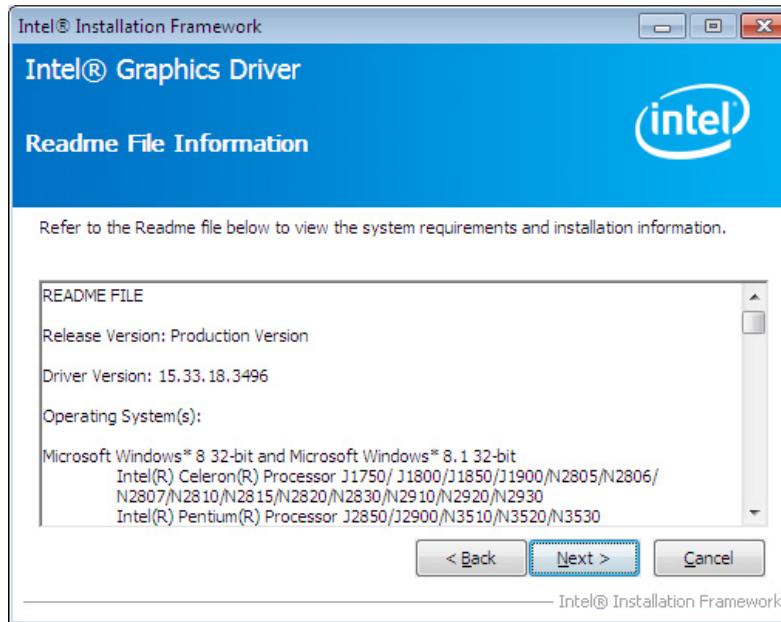 Intel® Installation Framework
Intel® Graphics Driver
intel
Readme File Information
Refer to the Readme file below to view the system requirements and installation information.
README FILE
Release Version: Production Version
Driver Version: 15.33.18.3496
Operating System(s):
Microsoft Windows* 8 32-bit and Microsoft Windows* 8.1 32-bit
Intel(R) Celeron(R) Processor J1750/ J1800/J1850/J1900/N2805/N2806/
N2807/N2810/N2815/N2820/N2830/N2910/N2920/N2930
Intel(R) Pentium(R) Processor J2850/J2900/N3510/N3520/N3530
< Back Next > Cancel
Intel® Installation Framework